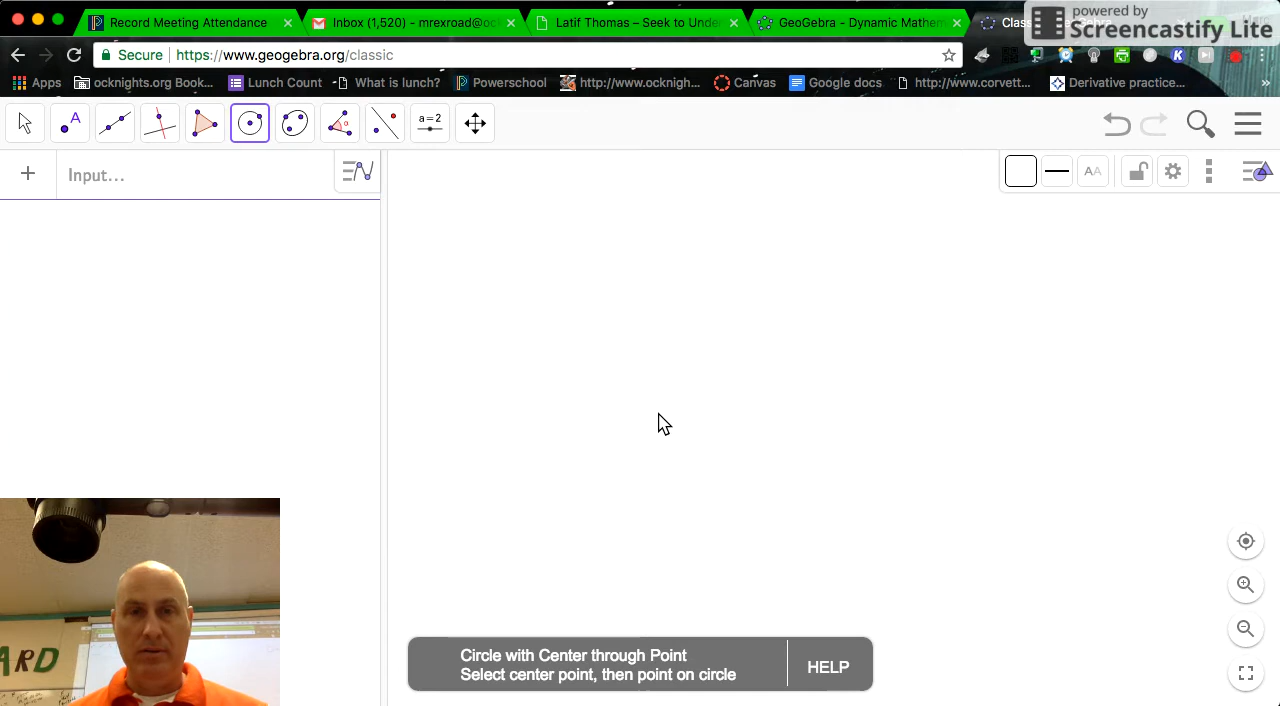 powered by
Screencastify Lite
Record Meeting Attendance
Inbox (1,520) - mrexroad@oc
Latif Thomas – Seek to Unde
GeoGebra - Dynamic Mathem
Secure | https://www.geogebra.org/classic
Apps
ocknights.org Book...
Lunch Count
What is lunch?
Powerschool
http://www.ocknigh...
Canvas
Google docs
http://www.corvett...
Derivative practice...
»
A
a=2
+ Input...
AA
ARD
Circle with Center through Point
Select center point, then point on circle
HELP